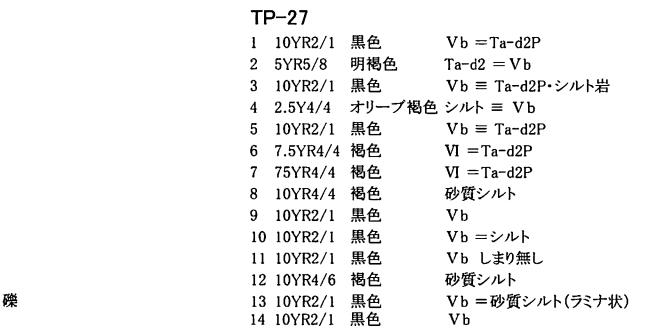 TP-27
1 10YR2/1 黒色 Ⅴb =Ta-d2P
2 5YR5/8 明褐色 Ta-d2 =Ⅴb
3 10YR2/1 黒色 Ⅴb ≡ Ta-d2P・シルト岩
4 2.5Y4/4 オリーブ褐色 シルト ≡ Ⅴb
5 10YR2/1 黒色 Ⅴb ≡ Ta-d2P
6 7.5YR4/4 褐色 Ⅵ =Ta-d2P
7 75YR4/4 褐色 Ⅵ =Ta-d2P
8 10YR4/4 褐色 砂質シルト
9 10YR2/1 黒色 Ⅴb
10 10YR2/1 黒色 Ⅴb =シルト
11 10YR2/1 黒色 Ⅴb しまり無し
12 10YR4/6 褐色 砂質シルト
礫 13 10YR2/1 黒色 Ⅴb =砂質シルト(ラミナ状)
14 10YR2/1 黒色 Ⅴb